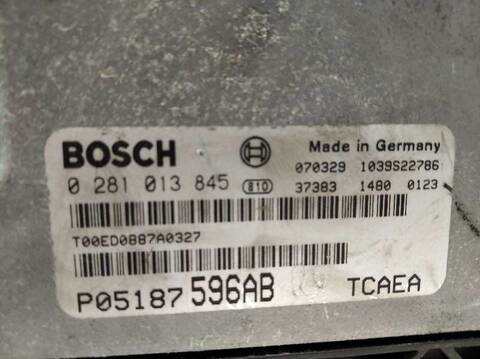 BOSCH Made in Germany
070329 1039S22786
0 281 013 845 810 37383 1480 0123
T00ED0887A0327
P05187596AB TCAEA